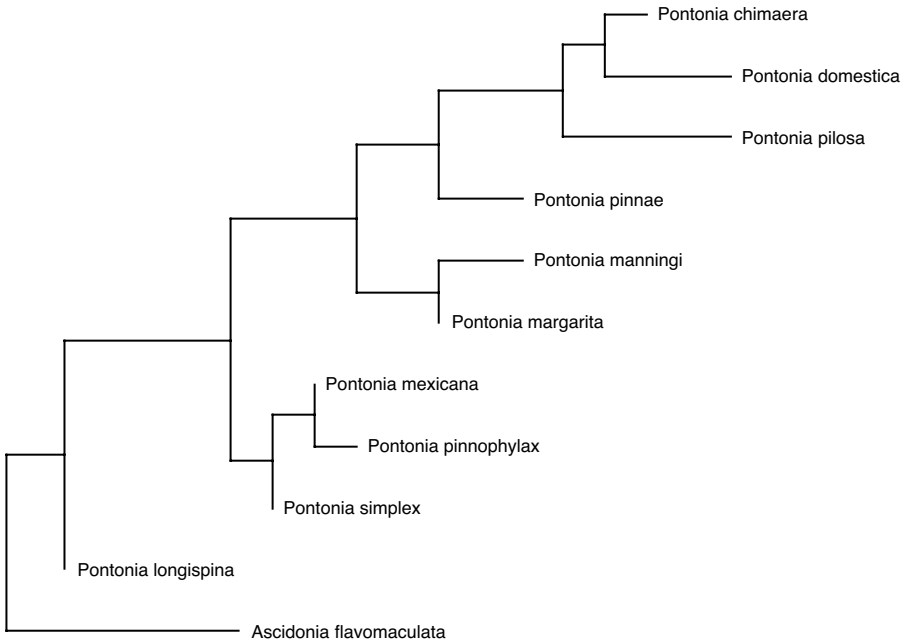 Pontonia chimaera
Pontonia domestica
Pontonia pilosa
Pontonia pinnae
Pontonia manningi
Pontonia margarita
Pontonia mexicana
Pontonia pinnophylax
Pontonia simplex
Pontonia longispina
Ascidonia flavomaculata